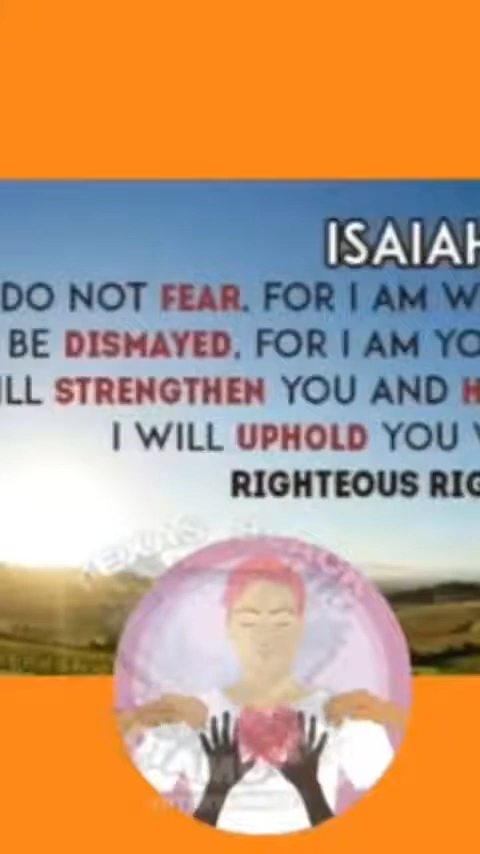 ISAIAH
DO NOT FEAR. FOR I AM W
BE DISMAYED. FOR I AM YO
ILL STRENGTHEN YOU AND H
I WILL UPHOLD YOU W
RIGHTEOUS RIG
TEXAS